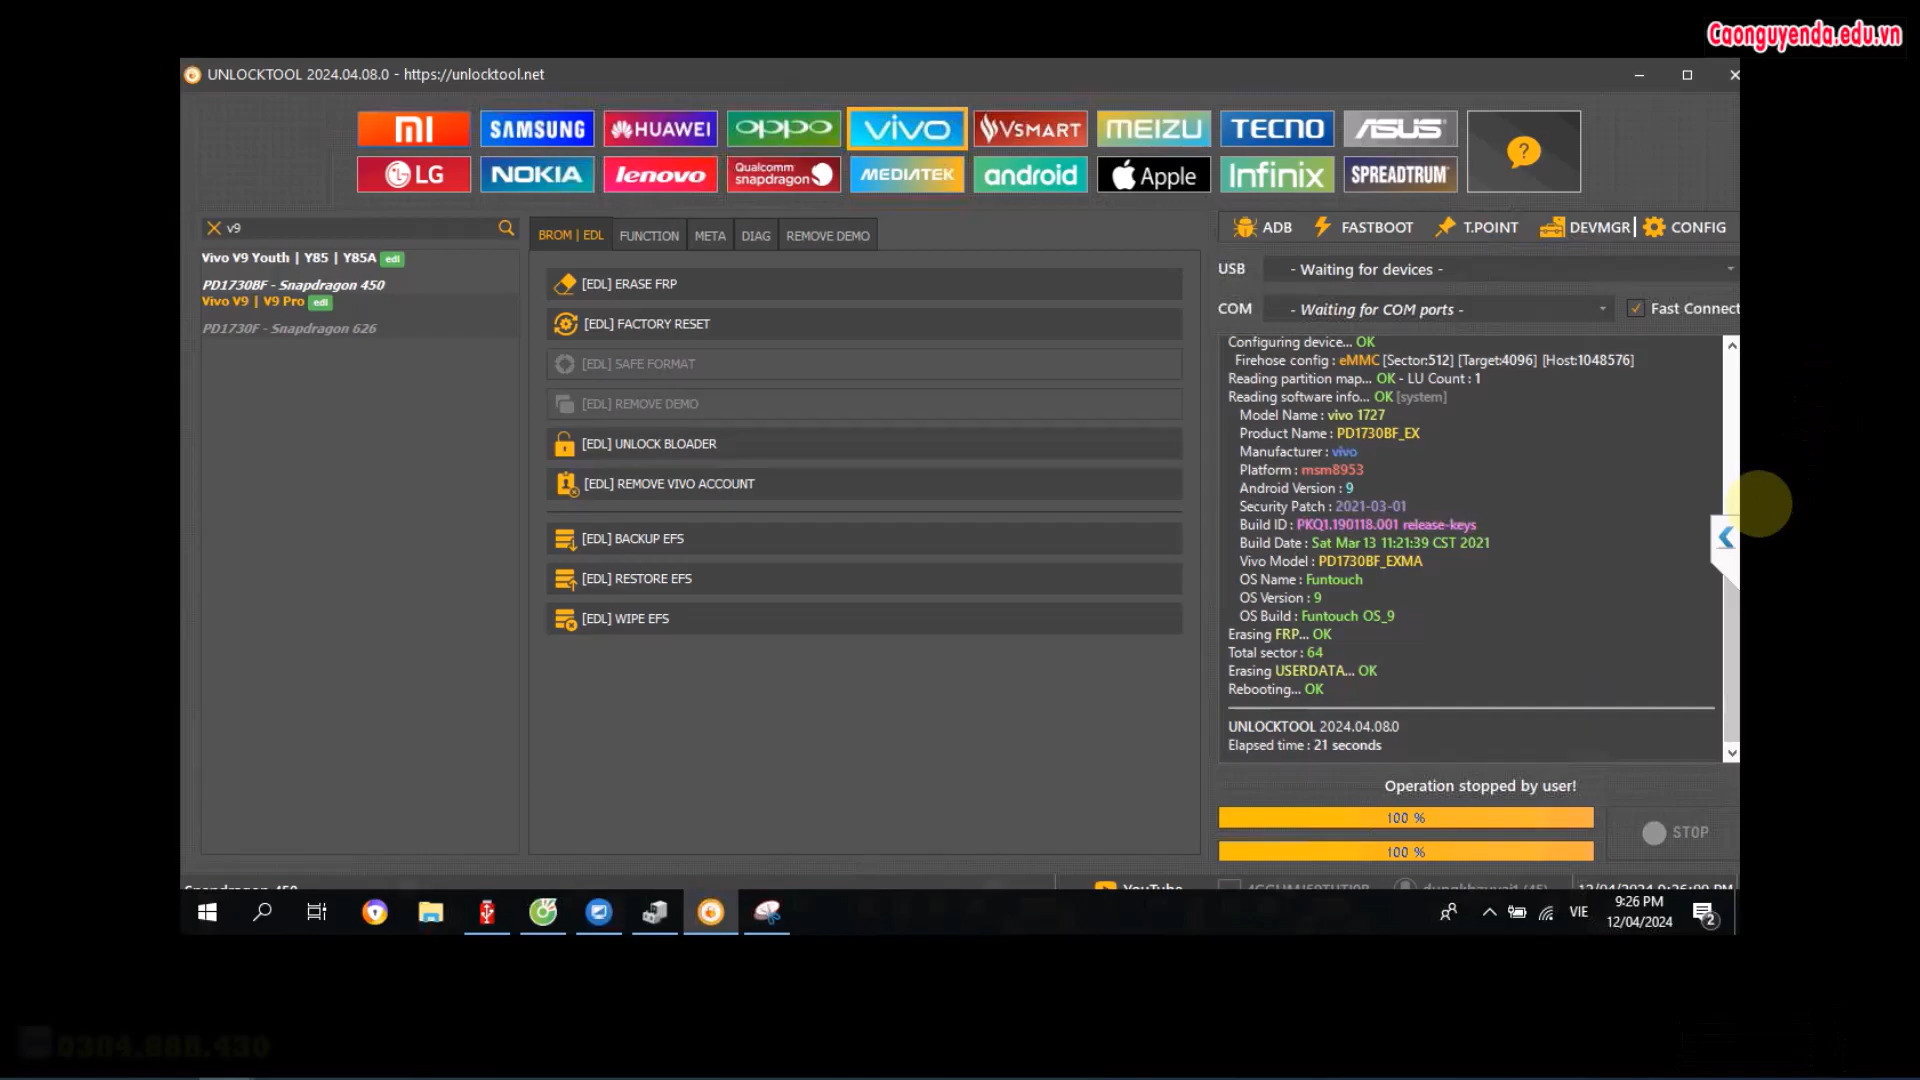 Caonguyenda.edu.vn
UNLOCKTOOL 2024.04.08.0 - https://unlocktool.net
MI SAMSUNG HUAWEI oppo vivo VSMART MEIZU TECNO ASUS ?
LG NOKIA lenovo Qualcomm snapdragon MEDIATEK android Apple Infinix SPREADTRUM
v9
BROM | EDL FUNCTION META DIAG REMOVE DEMO
ADB FASTBOOT T.POINT DEVMGR CONFIG
Vivo V9 Youth | Y85 | Y85A edl
PD1730BF - Snapdragon 450
Vivo V9 | V9 Pro edl
PD1730F - Snapdragon 626
[EDL] ERASE FRP
[EDL] FACTORY RESET
[EDL] SAFE FORMAT
[EDL] REMOVE DEMO
[EDL] UNLOCK BLOADER
[EDL] REMOVE VIVO ACCOUNT
[EDL] BACKUP EFS
[EDL] RESTORE EFS
[EDL] WIPE EFS
USB - Waiting for devices -
COM - Waiting for COM ports - Fast Connect
Configuring device... OK
Firehose config : eMMC [Sector:512] [Target:4096] [Host:1048576]
Reading partition map... OK - LU Count : 1
Reading software info... OK [system]
Model Name : vivo 1727
Product Name : PD1730BF_EX
Manufacturer : vivo
Platform : msm8953
Android Version : 9
Security Patch : 2021-03-01
Build ID : PKQ1.190118.001 release-keys
Build Date : Sat Mar 13 11:21:39 CST 2021
Vivo Model : PD1730BF_EXMA
OS Name : Funtouch
OS Version : 9
OS Build : Funtouch OS_9
Erasing FRP... OK
Total sector : 64
Erasing USERDATA... OK
Rebooting... OK
UNLOCKTOOL 2024.04.08.0
Elapsed time : 21 seconds
Operation stopped by user!
100 %
100 %
STOP
Snapdragon 450
YouTube
VIE
9:26 PM
12/04/2024
2
0384.888.430